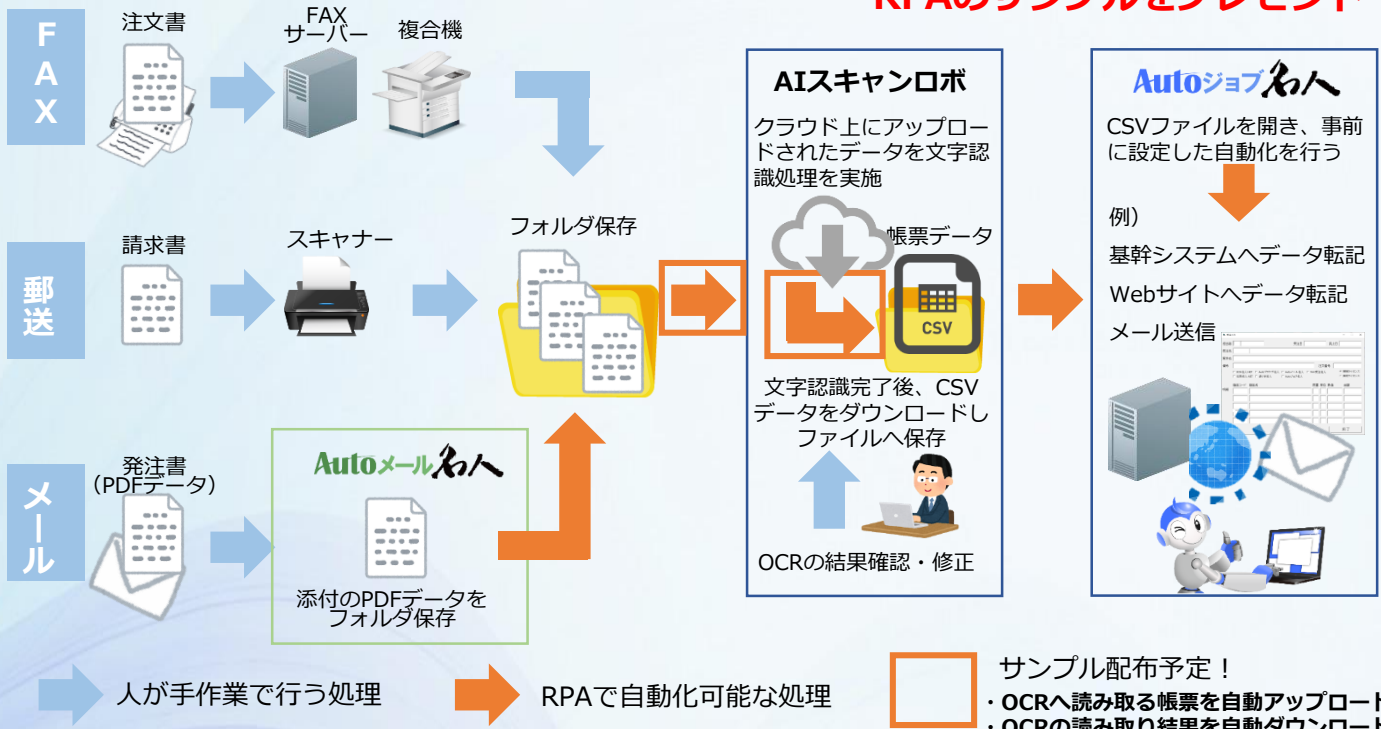 RPAのサンプルをプレゼント
FAX
注文書
FAX
サーバー
複合機
郵送
請求書
スキャナー
フォルダ保存
メール
発注書
(PDFデータ)
Autoメール名人
添付のPDFデータを
フォルダ保存
AIスキャンロボ
クラウド上にアップロー
ドされたデータを文字認
識処理を実施
帳票データ
CSV
文字認識完了後、CSV
データをダウンロードし
ファイルへ保存
OCRの結果確認・修正
Autoジョブ名人
CSVファイルを開き、事前
に設定した自動化を行う
例）
基幹システムへデータ転記
Webサイトへデータ転記
メール送信
人が手作業で行う処理
RPAで自動化可能な処理
サンプル配布予定！
・OCRへ読み取る帳票を自動アップロード
・OCRの読み取り結果を自動ダウンロード